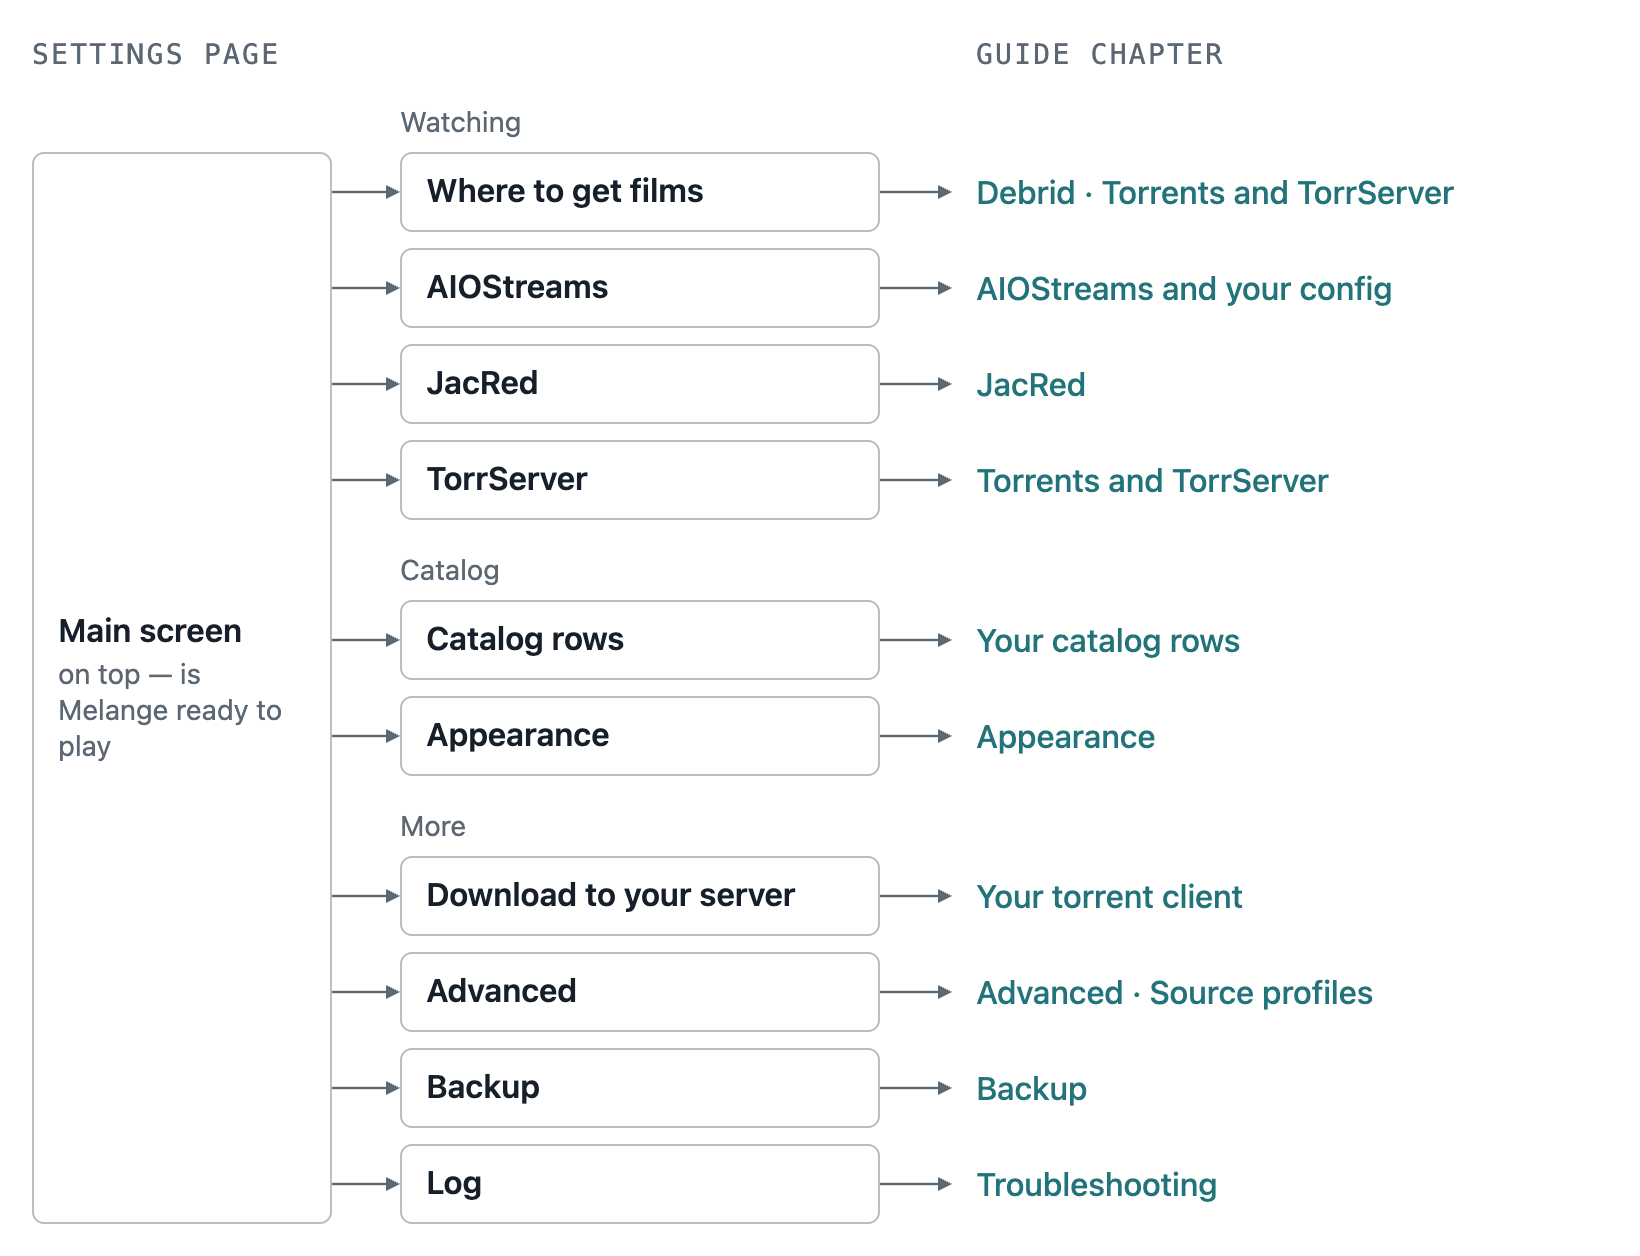 SETTINGS PAGE
GUIDE CHAPTER
Watching
Where to get films
Debrid · Torrents and TorrServer
AIOStreams
AIOStreams and your config
JacRed
JacRed
TorrServer
Torrents and TorrServer
Main screen
on top — is
Melange ready to
play
Catalog
Catalog rows
Your catalog rows
Appearance
Appearance
More
Download to your server
Your torrent client
Advanced
Advanced · Source profiles
Backup
Backup
Log
Troubleshooting